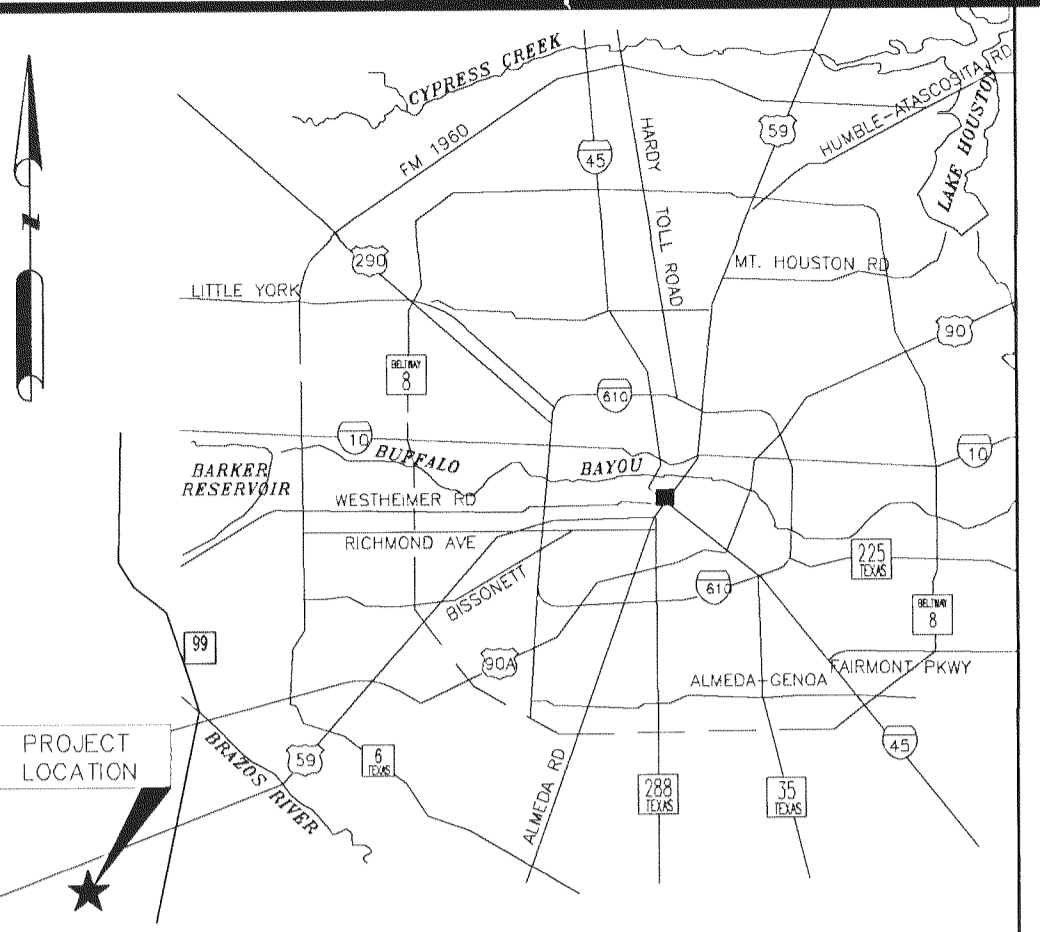 CYPRESS CREEK
HUMBLE-ATASCOSITA RD
LAKE HOUSTON
FM 1960
45
HARDY
TOLL ROAD
59
N
290
MT. HOUSTON RD
LITTLE YORK
90
BELTWAY
8
610
10
BUFFALO
BAYOU
10
BARKER
RESERVOIR
WESTHEIMER RD
RICHMOND AVE
225
TEXAS
BISSONETT
610
BELTWAY
8
99
90A
FAIRMONT PKWY
ALMEDA-GENOA
PROJECT
LOCATION
BRAZOS RIVER
59
6
TEXAS
45
ALMEDA RD
288
TEXAS
35
TEXAS